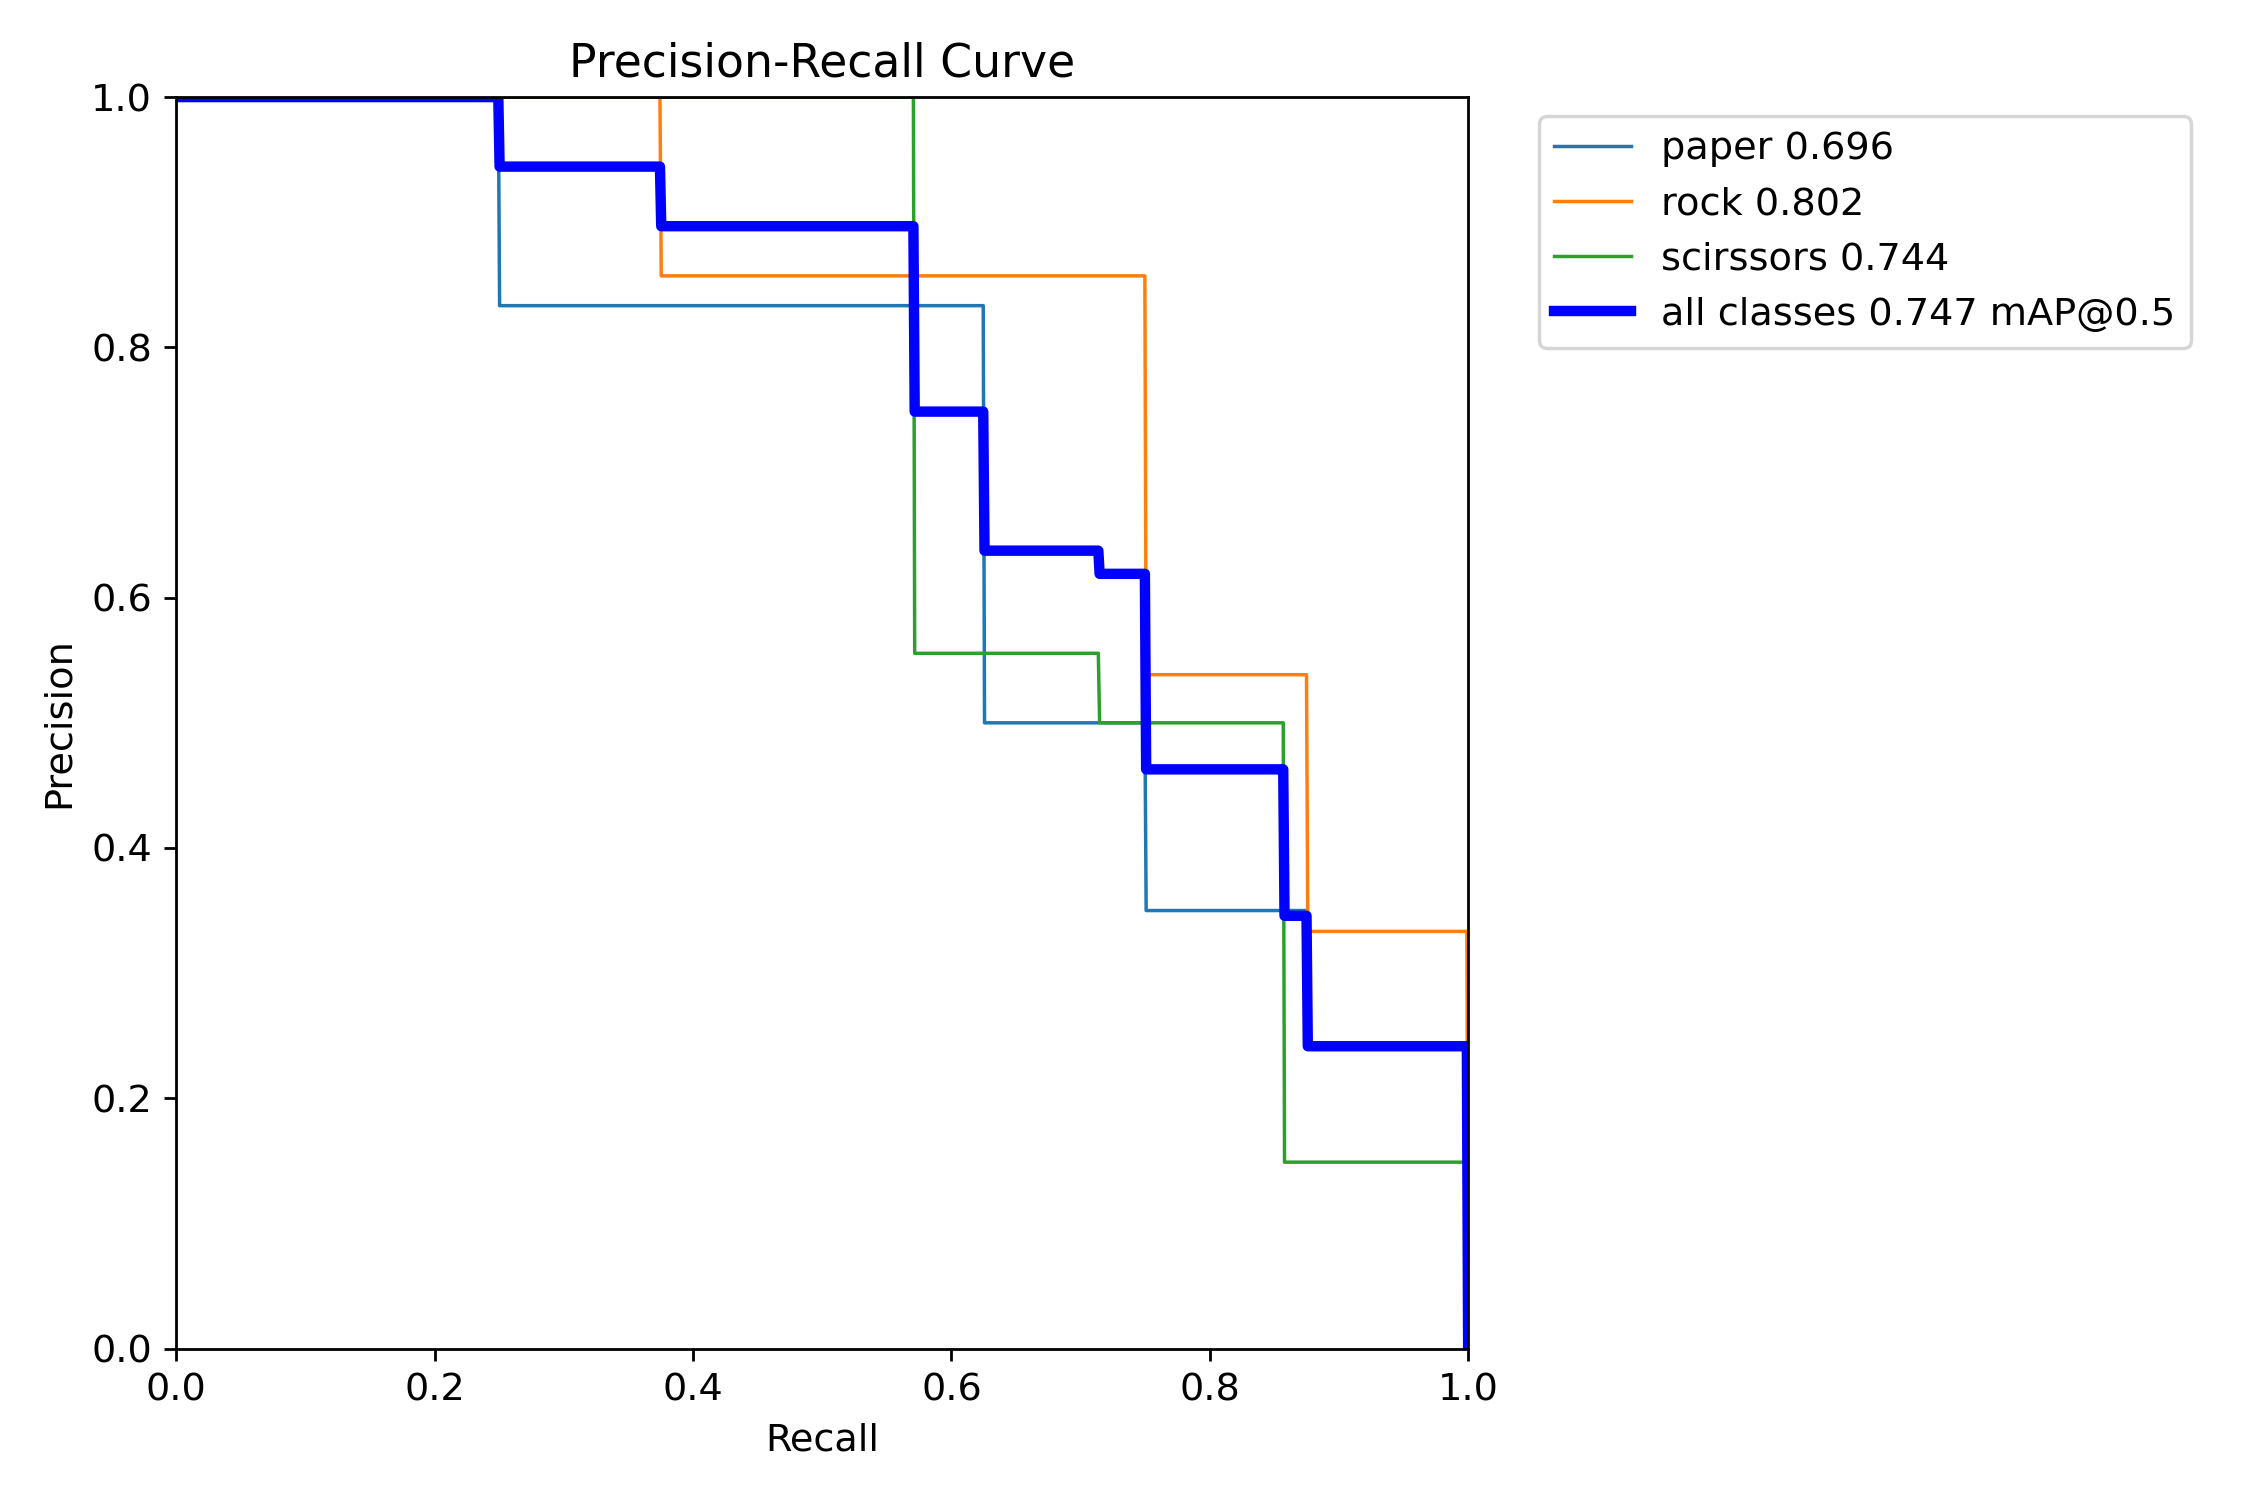 Precision-Recall Curve
1.0
0.8
0.6
0.4
0.2
0.0
Precision
0.0 0.2 0.4 0.6 0.8 1.0
Recall
paper 0.696
rock 0.802
scirssors 0.744
all classes 0.747 mAP@0.5